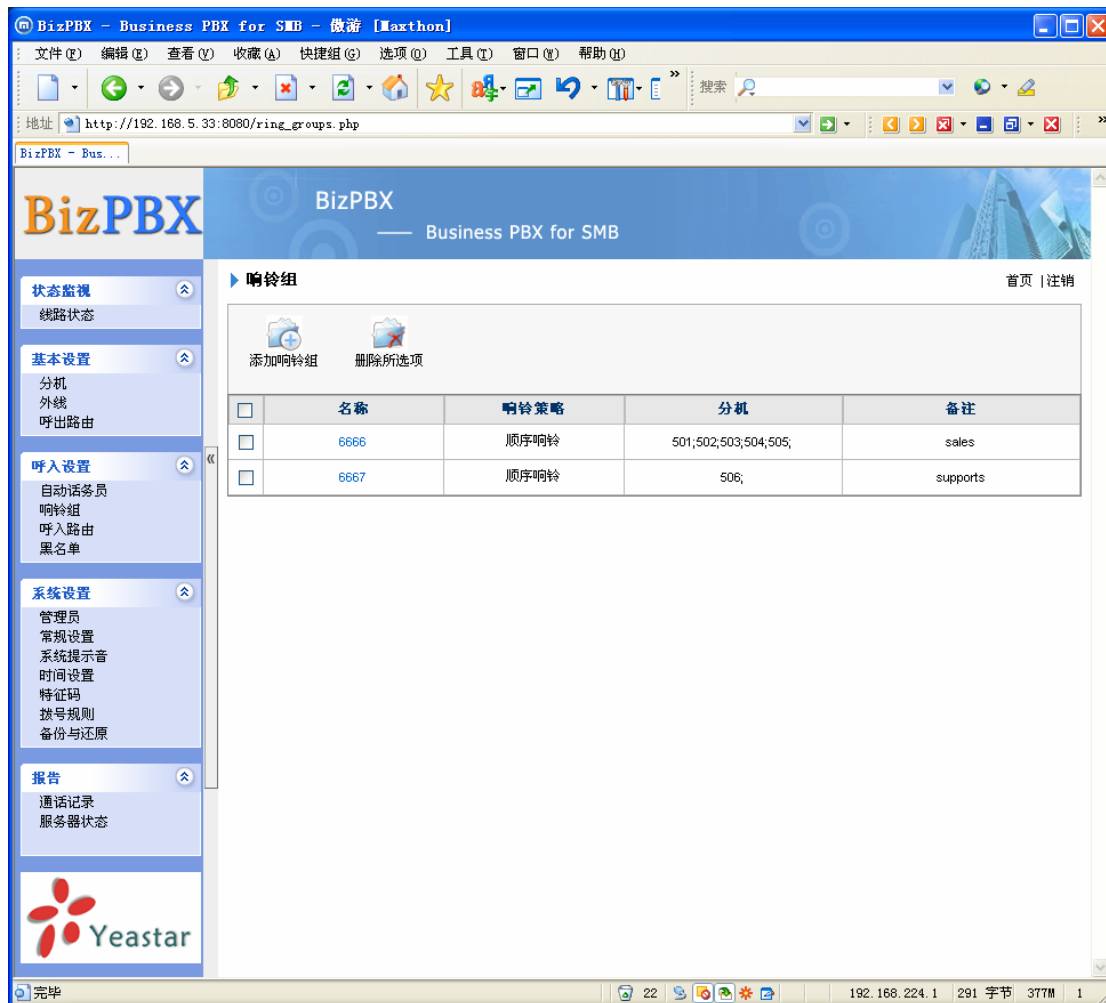 BizPBX - Business PBX for SMB - 傲游 [Maxthon]
文件(F) 编辑(E) 查看(V) 收藏(A) 快捷组(G) 选项(O) 工具(T) 窗口(W) 帮助(H)
搜索
地址 http://192.168.5.33:8080/ring_groups.php
BizPBX - Bus...
BizPBX
BizPBX
—— Business PBX for SMB
响铃组
首页 |注销
状态监视
线路状态
基本设置
分机
外线
呼出路由
呼入设置
自动话务员
响铃组
呼入路由
黑名单
系统设置
管理员
常规设置
系统提示音
时间设置
特征码
拨号规则
备份与还原
报告
通话记录
服务器状态
Yeastar
添加响铃组 删除所选项
名称 响铃策略 分机 备注
6666 顺序响铃 501;502;503;504;505; sales
6667 顺序响铃 506; supports
完毕 22 192.168.224.1 291 字节 377M 1